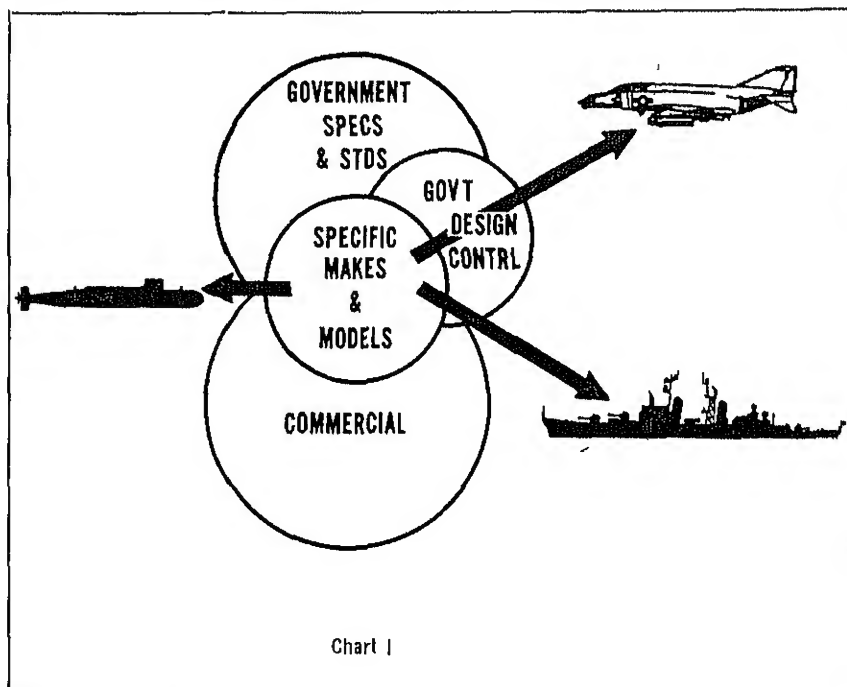 GOVERNMENT
SPECS
& STDS
GOVT
DESIGN
CONTRL
SPECIFIC
MAKES
&
MODELS
COMMERCIAL
Chart I